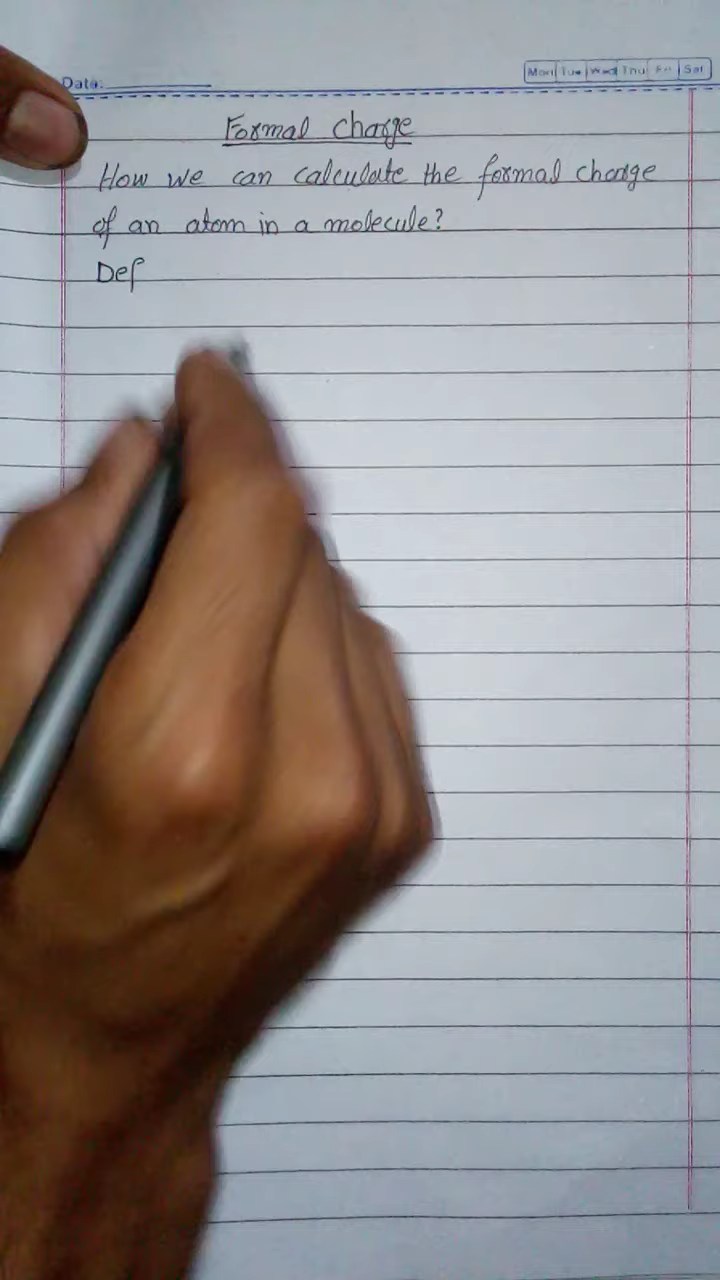 Date: Mon Tue Wed Thu Fri Sat
Formal charge
How we can calculate the formal charge
of an atom in a molecule?
Def